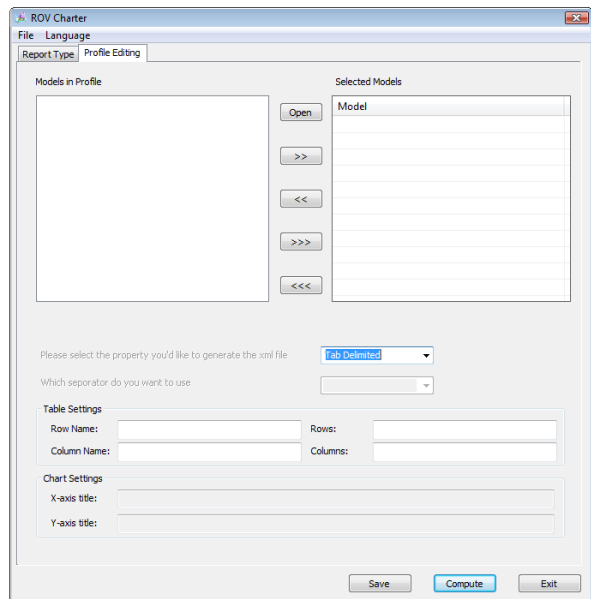 ROV Charter
File Language
Report Type Profile Editing
Models in Profile Selected Models
Model
Open
>>
<<
>>>
<<<
Please select the property you'd like to generate the xml file Tab Delimited
Which seporator do you want to use
Table Settings
Row Name: Rows:
Column Name: Columns:
Chart Settings
X-axis title:
Y-axis title:
Save Compute Exit